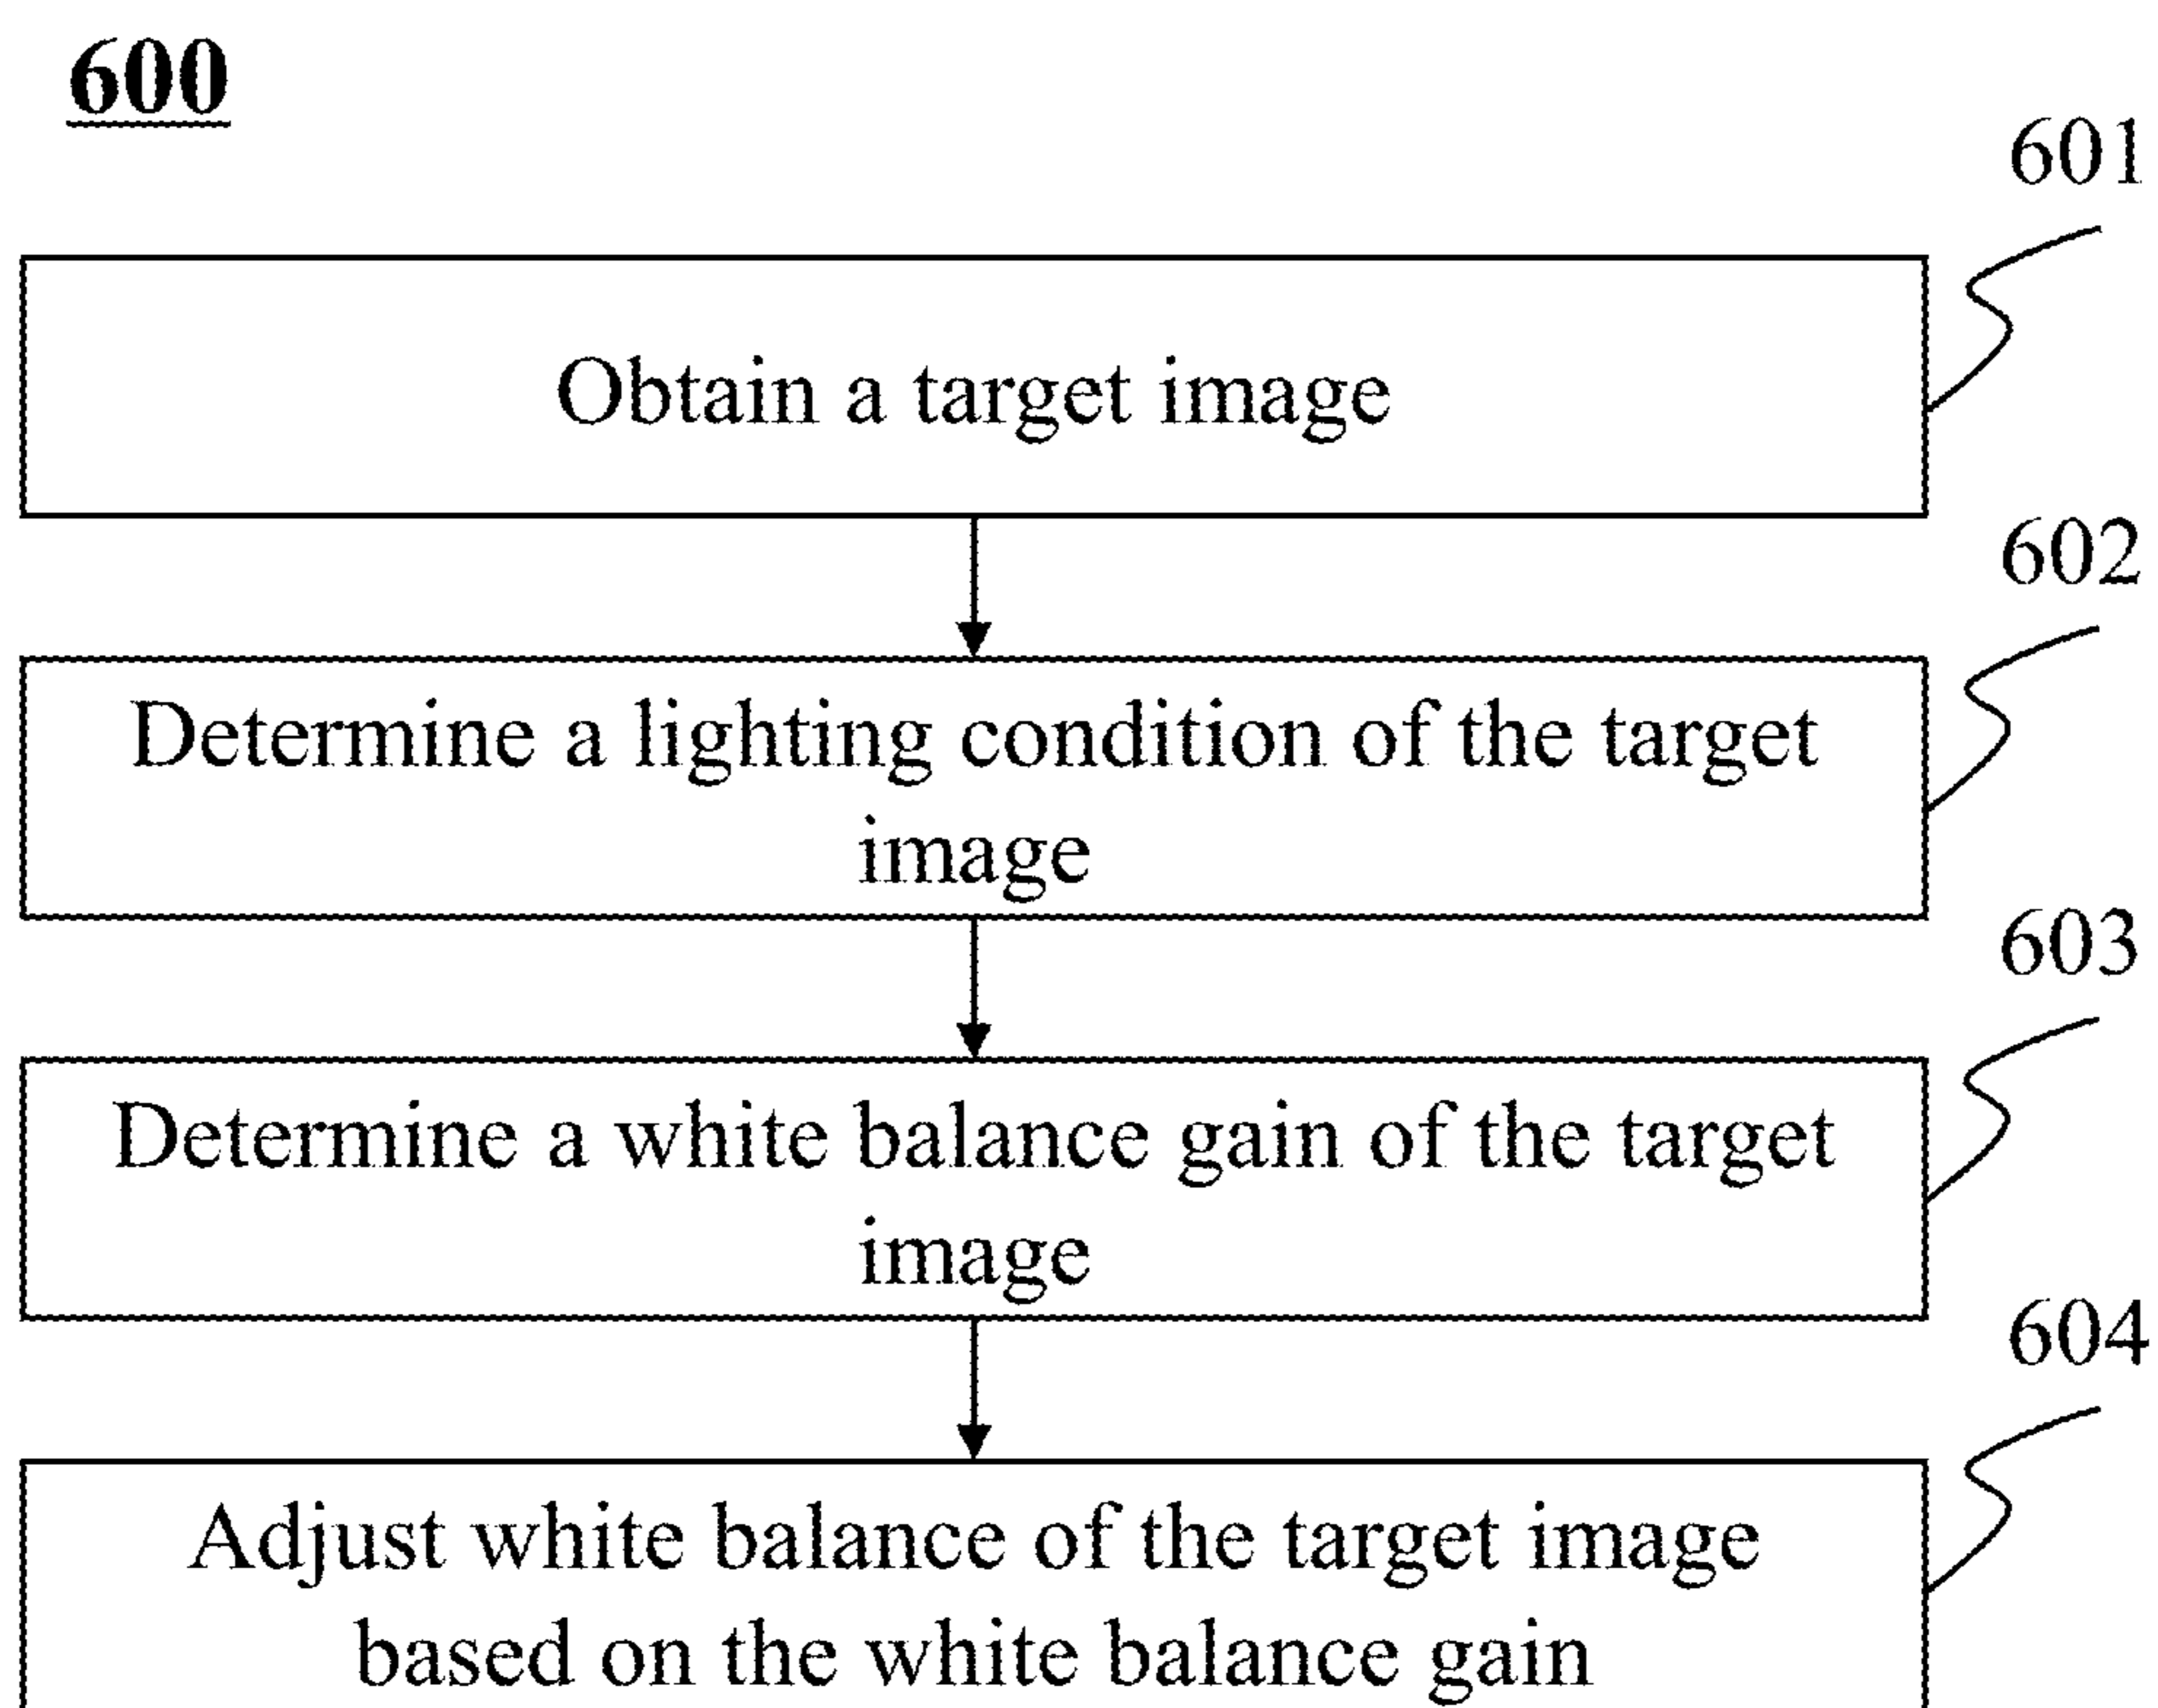 600
601
Obtain a target image
602
Determine a lighting condition of the target
image
603
Determine a white balance gain of the target
image
604
Adjust white balance of the target image
based on the white balance gain